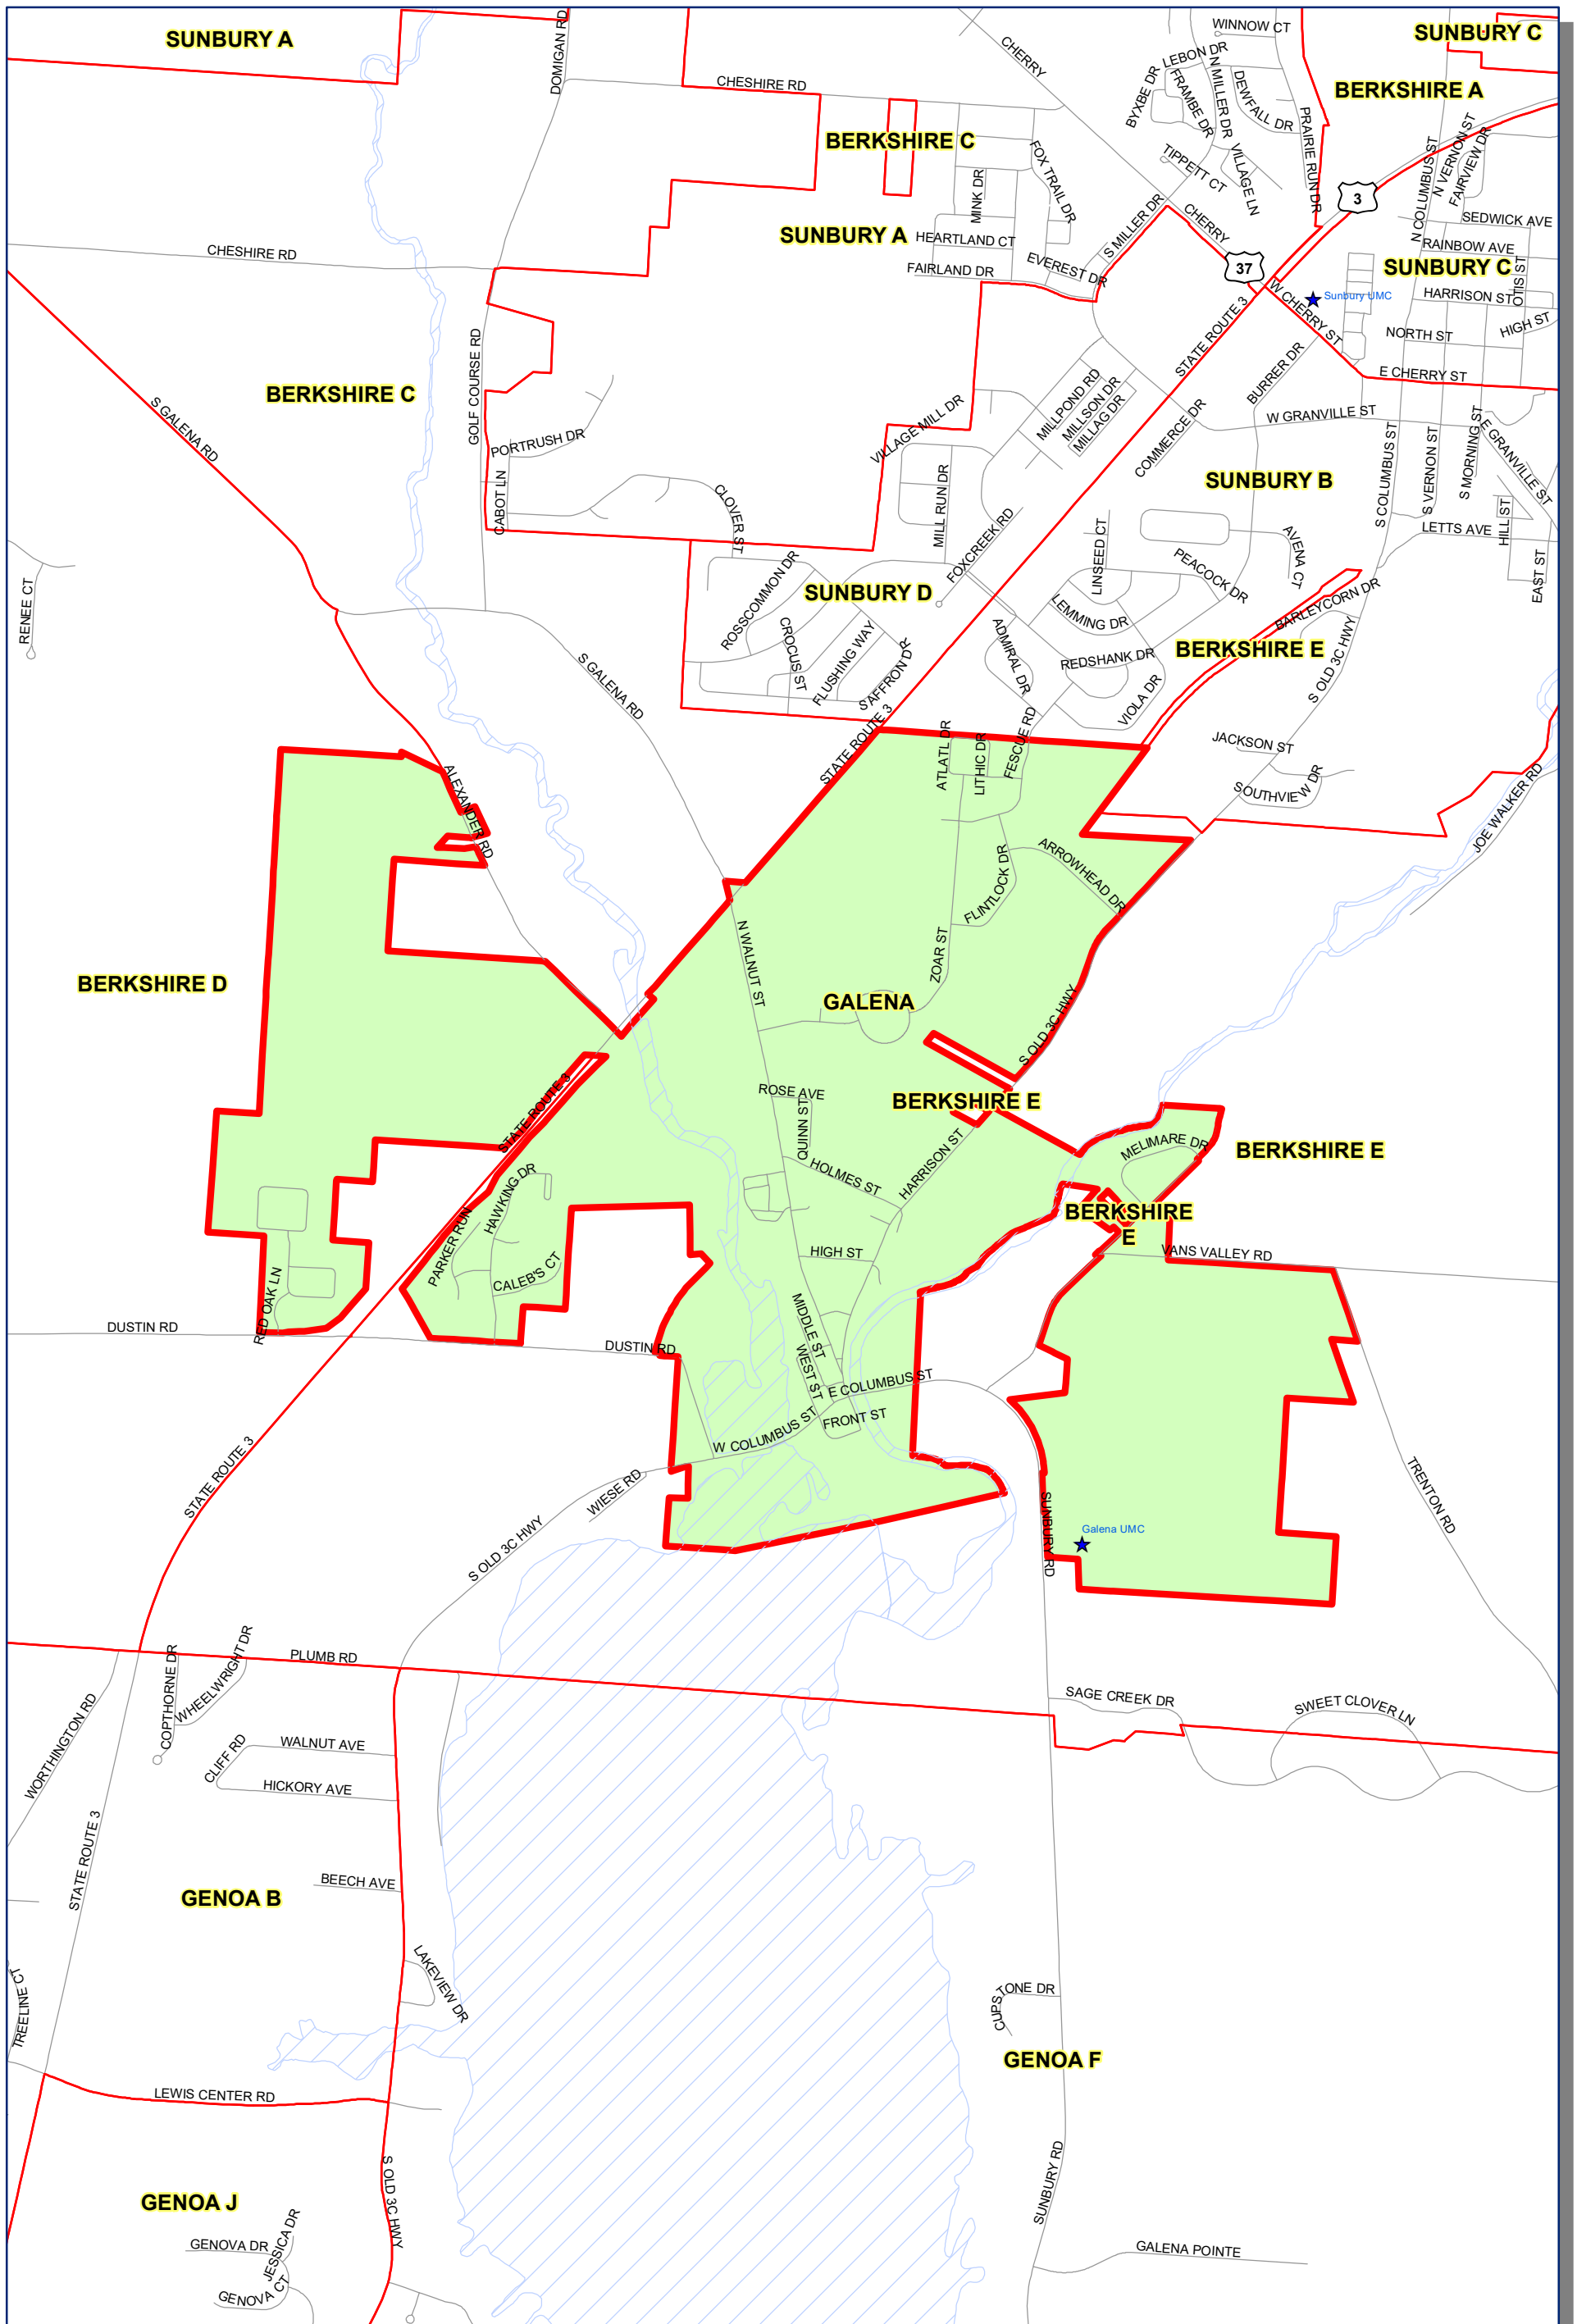 SUNBURY A
DOMIGAN RD
CHERRY
WINNOW CT
SUNBURY C
LEBON DR
N MILLER DR
BYXBE DR
FRAMBE DR
DEWFALL DR
CHESHIRE RD
BERKSHIRE A
PRAIRIE RUN DR
BERKSHIRE C
FOX TRAIL DR
TIPPETT CT
VILLAGE LN
N COLUMBUS ST
N VERNON ST
FAIRVIEW DR
MINK DR
3
SUNBURY A
HEARTLAND CT
S MILLER DR
CHERRY
SEDWICK AVE
RAINBOW AVE
CHESHIRE RD
FAIRLAND DR
EVEREST DR
37
SUNBURY C
OTIS ST
W CHERRY ST
Sunbury UMC
HARRISON ST
STATE ROUTE 3
NORTH ST
HIGH ST
GOLF COURSE RD
BURRER DR
E CHERRY ST
BERKSHIRE C
S GALENA RD
MILLPOND RD
MILLSON DR
MILLAG DR
VILLAGE MILL DR
COMMERCE DR
W GRANVILLE ST
PORTRUSH DR
S COLUMBUS ST
S VERNON ST
S MORNING ST
E GRANVILLE ST
SUNBURY B
CABOT LN
CLOVER ST
MILL RUN DR
FOXCREEK RD
LINSEED CT
AVENA CT
HILL ST
LETTS AVE
EAST ST
RENEE CT
ROSSCOMMON DR
SUNBURY D
PEACOCK DR
LEMMING DR
BARLEYCORN DR
CROCUS ST
FLUSHING WAY
SAFFRON DR
ADMIRAL DR
REDSHANK DR
BERKSHIRE E
S OLD 3C HWY
S GALENA RD
VIOLA DR
STATE ROUTE 3
ATLATL DR
LITHIC DR
FESCUE RD
JACKSON ST
SOUTHVIEW DR
JOE WALKER RD
ALEXANDER RD
ARROWHEAD DR
FLINTLOCK DR
N WALNUT ST
ZOAR ST
BERKSHIRE D
GALENA
S OLD 3C HWY
STATE ROUTE 3
ROSE AVE
QUINN ST
BERKSHIRE E
MELIMARE DR
BERKSHIRE E
HOLMES ST
HARRISON ST
HAWKING DR
PARKER RUN
BERKSHIRE
E
VANS VALLEY RD
HIGH ST
CALEB'S CT
RED OAK LN
DUSTIN RD
DUSTIN RD
MIDDLE ST
WEST ST
E COLUMBUS ST
FRONT ST
W COLUMBUS ST
STATE ROUTE 3
WIESE RD
S OLD 3C HWY
SUNBURY RD
Galena UMC
TRENTON RD
COPTHORNE DR
WHEELWRIGHT DR
PLUMB RD
WORTHINGTON RD
SAGE CREEK DR
SWEET CLOVER LN
CLIFF RD
WALNUT AVE
HICKORY AVE
STATE ROUTE 3
BEECH AVE
GENOA B
LAKEVIEW DR
TREELINE CT
CUPSTONE DR
GENOA F
LEWIS CENTER RD
S OLD 3C HWY
SUNBURY RD
GENOA J
GENOVA DR
JESSICA DR
GENOVA CT
GALENA POINTE